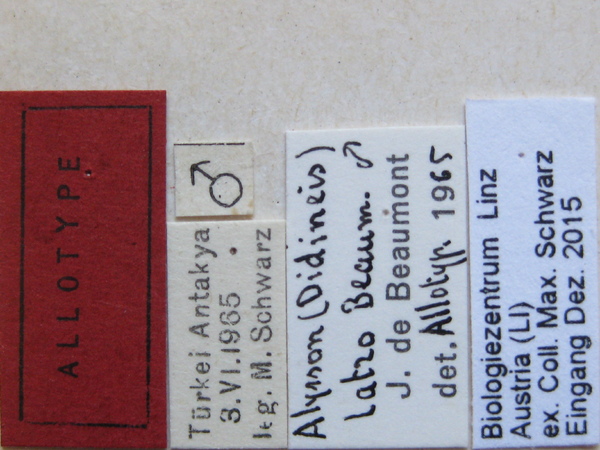 ALLOTYPE
♂
Türkei Antakya
3.VI.1965
leg. M. Schwarz
Alysson (Didineis)
latro Beaum. ♂
J. de Beaumont
det. Allotyp 1965
Biologiezentrum Linz
Austria (LI)
ex. Coll. Max. Schwarz
Eingang Dez. 2015